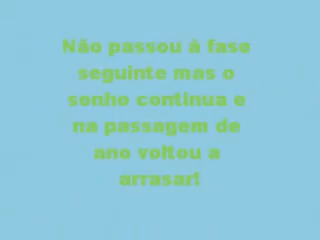 Não passou à fase
seguinte mas o
sonho continua e
na passagem de
ano voltou a
arrasar!